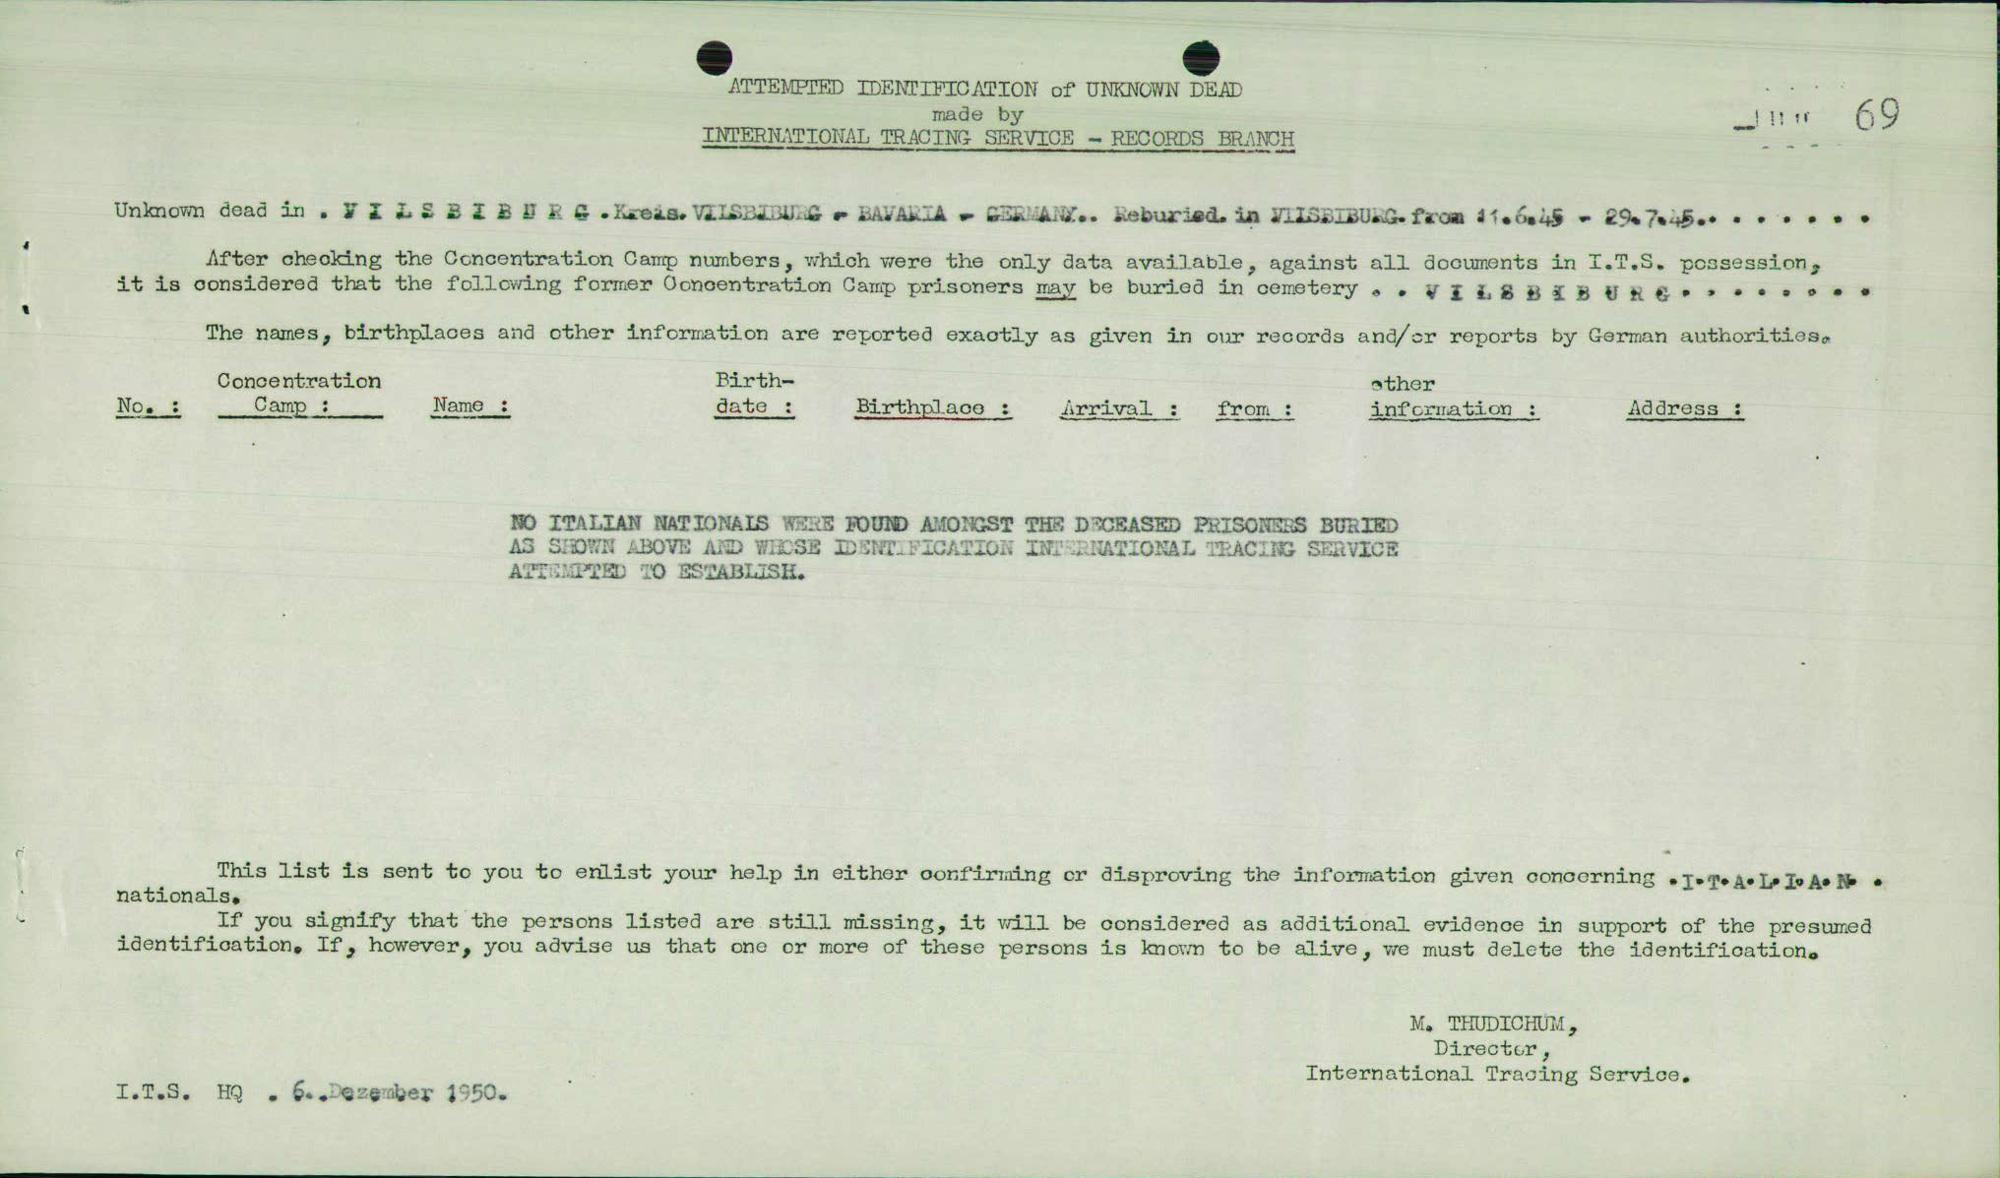 ATTEMPTED IDENTIFICATION of UNKNOWN DEAD
made by
INTERNATIONAL TRACING SERVICE - RECORDS BRANCH
69
Unknown dead in . V I L S B I B U R G .Kreis. VILSBIBURG - BAVARIA - GERMANY.. Reburied. in VILSBIBURG. from 11.6.45 - 29.7.45.. . . . . . .
After checking the Concentration Camp numbers, which were the only data available, against all documents in I.T.S. possession,
it is considered that the following former Concentration Camp prisoners may be buried in cemetery . . V I L S B I B U R G . . . . . . . .
The names, birthplaces and other information are reported exactly as given in our records and/or reports by German authorities.
No. : Concentration Camp : Name : Birth-date : Birthplace : Arrival : from : other information : Address :
NO ITALIAN NATIONALS WERE FOUND AMONGST THE DECEASED PRISONERS BURIED
AS SHOWN ABOVE AND WHOSE IDENTIFICATION INTERNATIONAL TRACING SERVICE
ATTEMPTED TO ESTABLISH.
This list is sent to you to enlist your help in either confirming or disproving the information given concerning .I.T.A.L.I.A.N. .
nationals.
If you signify that the persons listed are still missing, it will be considered as additional evidence in support of the presumed
identification. If, however, you advise us that one or more of these persons is known to be alive, we must delete the identification.
M. THUDICHUM,
Director,
International Tracing Service.
I.T.S. HQ . 6..Dezember 1950.